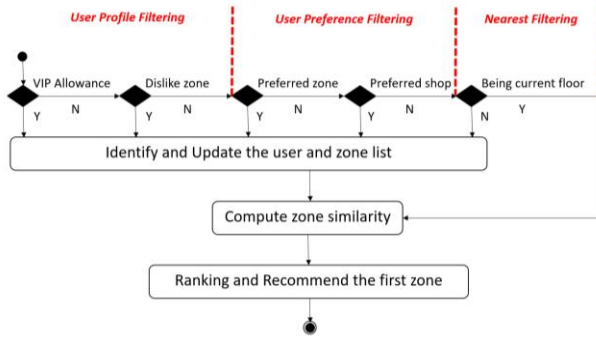 User Profile Filtering
User Preference Filtering
Nearest Filtering
VIP Allowance
Dislike zone
Preferred zone
Preferred shop
Being current floor
N
N
N
N
Y
Y
Y
Y
Y
N
Identify and Update the user and zone list
Compute zone similarity
Ranking and Recommend the first zone